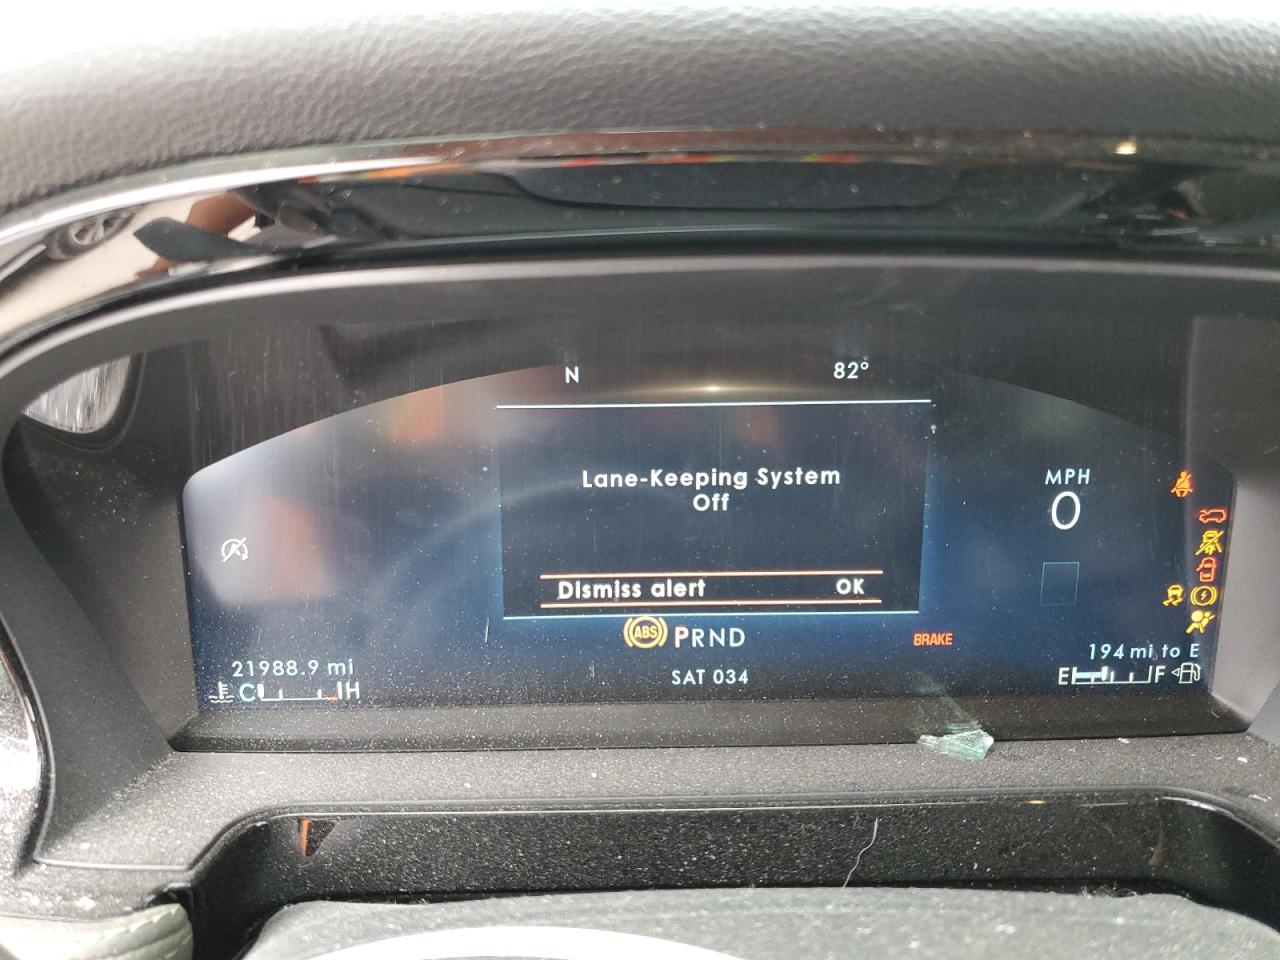 N 82°
Lane-Keeping System
Off
MPH
0
Dismiss alert OK
ABS PRND
BRAKE
21988.9 mi
194 mi to E
C H
SAT 034
E F